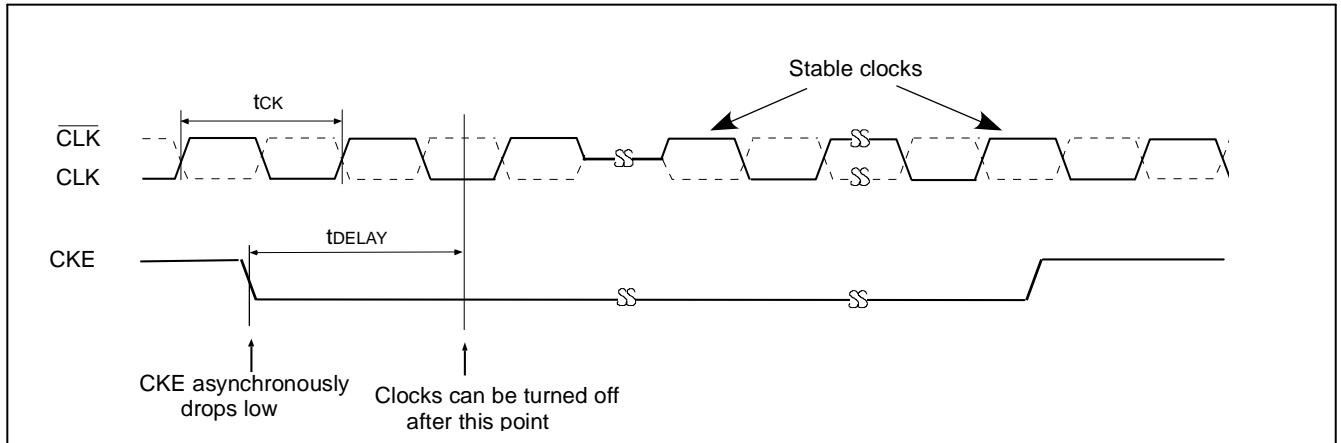 Stable clocks
tCK
CLK
CLK
tDELAY
CKE
CKE asynchronously
drops low
Clocks can be turned off
after this point